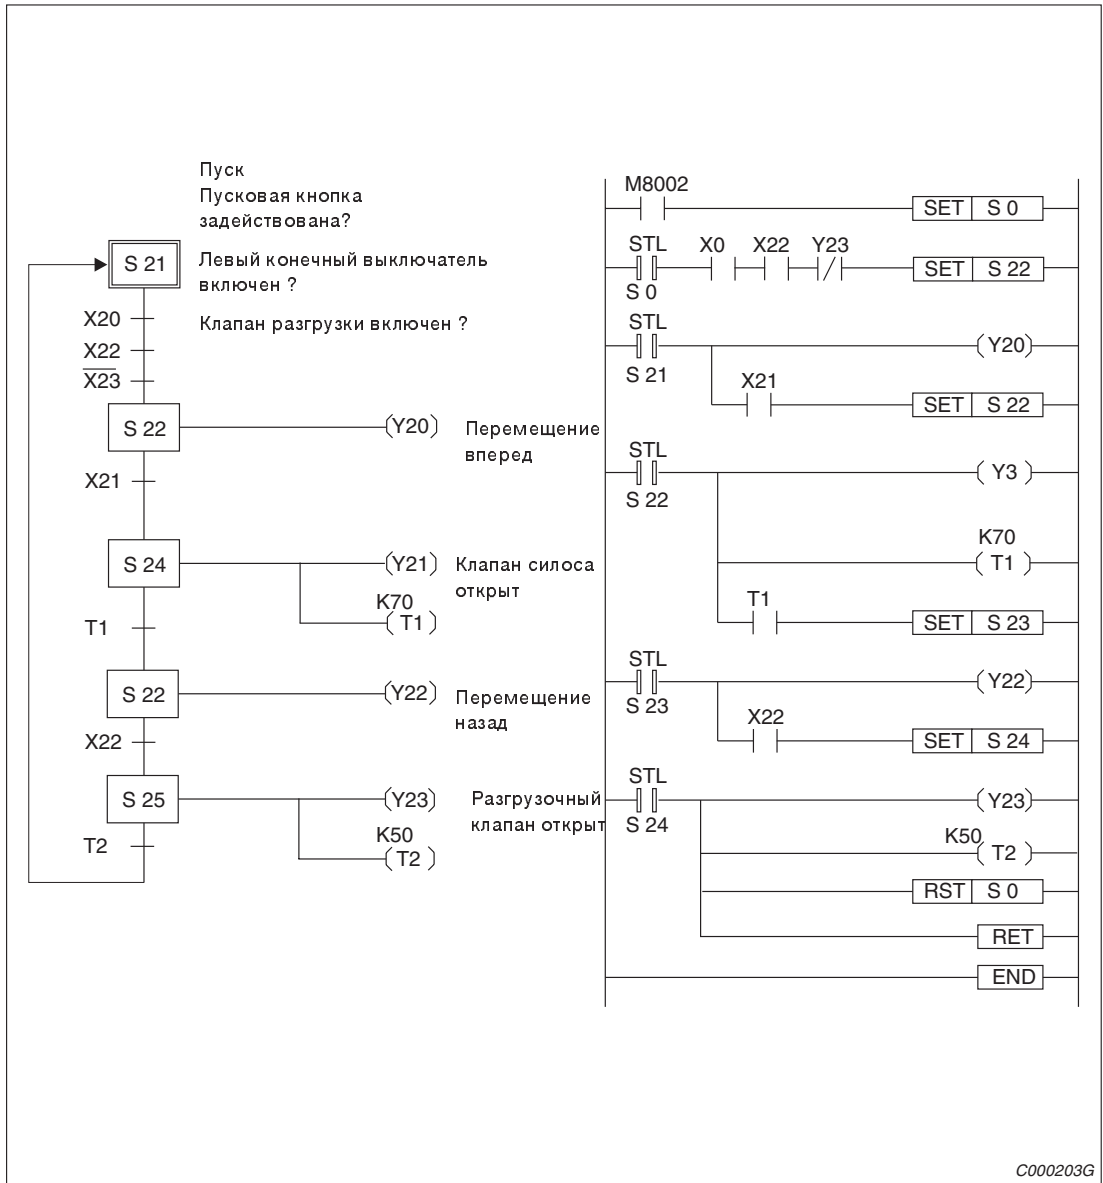 Пуск
Пусковая кнопка
задействована?
S 21
Левый конечный выключатель
включен ?
X20
Клапан разгрузки включен ?
X22
X23
S 22
(Y20)
Перемещение
вперед
X21
S 24
(Y21)
Клапан силоса
открыт
K70
(T1)
T1
S 22
(Y22)
Перемещение
назад
X22
S 25
(Y23)
Разгрузочный
клапан открыт
K50
(T2)
T2
M8002
SET S 0
STL X0 X22 Y23
S 0
SET S 22
STL
S 21
(Y20)
X21
SET S 22
STL
S 22
(Y3)
K70
(T1)
T1
SET S 23
STL
S 23
(Y22)
X22
SET S 24
STL
S 24
(Y23)
K50
(T2)
RST S 0
RET
END
C000203G